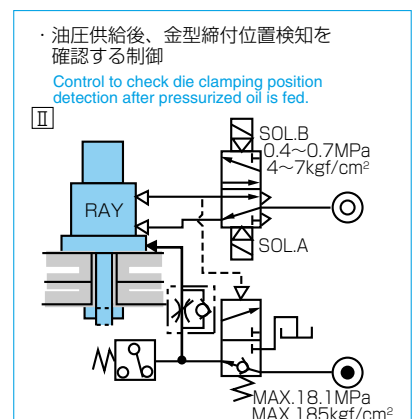 ・油圧供給後、金型締付位置検知を
確認する制御
Control to check die clamping position
detection after pressurized oil is fed.
Ⅱ
SOL.B
0.4〜0.7MPa
4〜7kgf/cm²
RAY
SOL.A
MAX.18.1MPa
MAX.185kgf/cm²